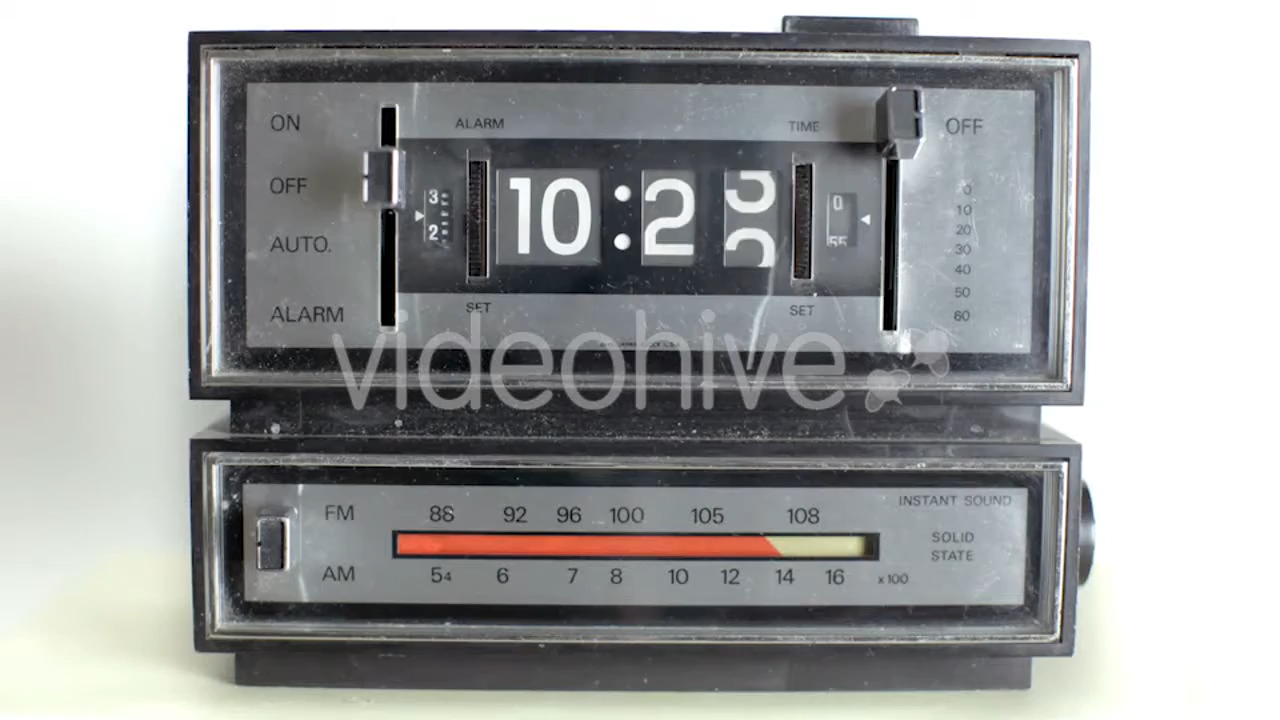 ON
OFF
AUTO.
ALARM
ALARM
SET
3
2
10:2
TIME
SET
0
55
OFF
10
20
30
40
50
60
videohive
INSTANT SOUND
SOLID
STATE
FM 88 92 96 100 105 108
AM 54 6 7 8 10 12 14 16 x100